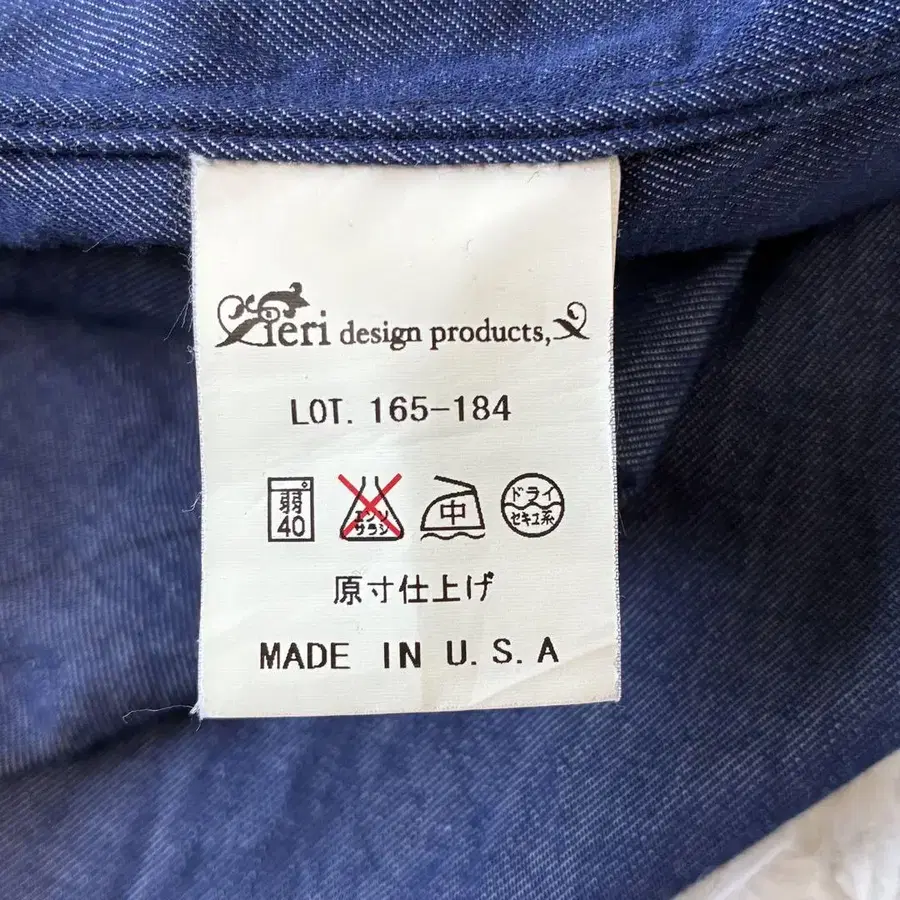 ieri design products,
LOT. 165-184
弱
40
エンソ
サラシ
中
ドライ
セキユ系
原寸仕上げ
MADE IN U.S.A